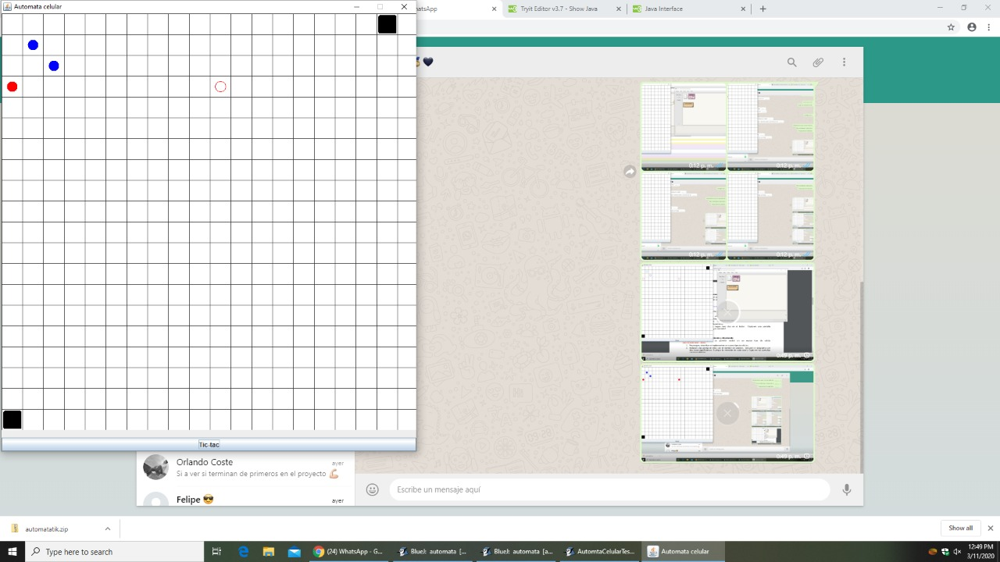 Automata celular
hatsApp
Tryit Editor v3.7 - Show Java
Java Interface
0:12 p. m.
0:12 p. m.
0:12 p. m.
0:12 p. m.
Tic-tac
Orlando Costo
ayer
Si a ver si terminan de primeros en el proyecto
Felipe
ayer
Escribe un mensaje aquí
automatatik.zip
Show all
Type here to search
(24) WhatsApp - G...
BlueJ: automata [...
BlueJ: automata [a...
AutomtaCelularTes...
Automata celular
12:49 PM
3/11/2020